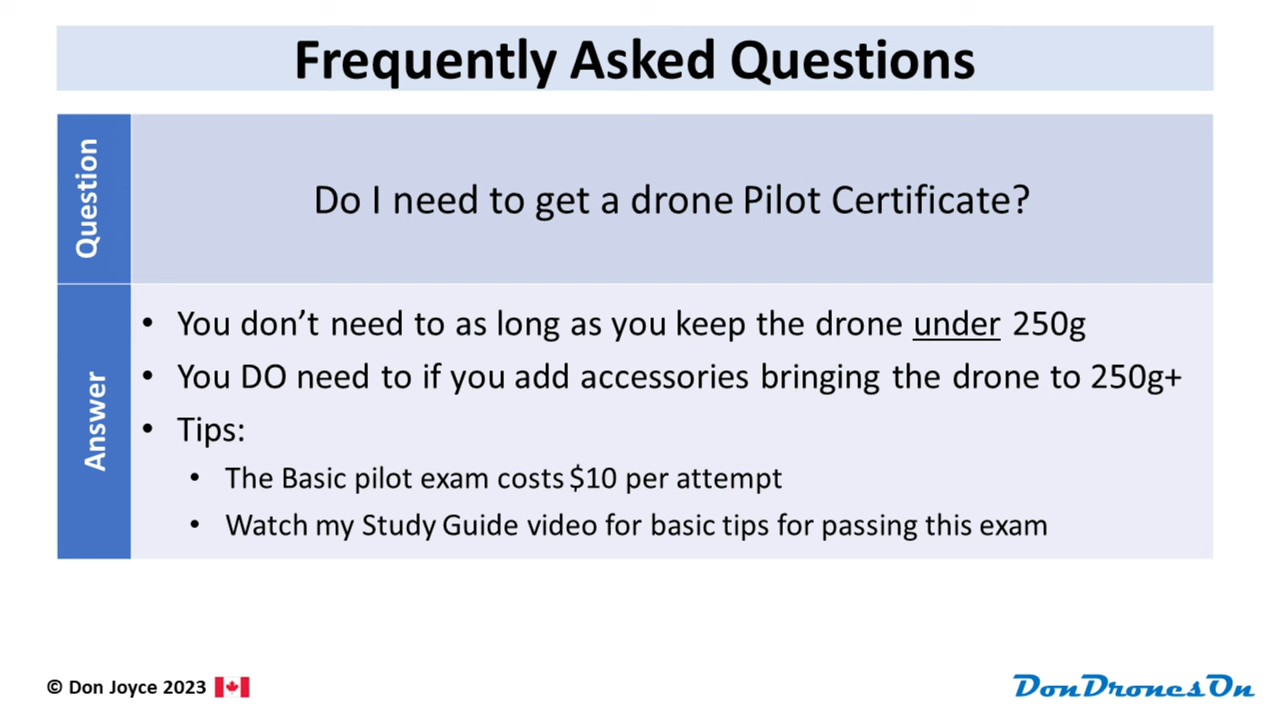 Frequently Asked Questions
Question
Do I need to get a drone Pilot Certificate?
Answer
• You don’t need to as long as you keep the drone under 250g
• You DO need to if you add accessories bringing the drone to 250g+
• Tips:
• The Basic pilot exam costs $10 per attempt
• Watch my Study Guide video for basic tips for passing this exam
© Don Joyce 2023
DonDronesOn